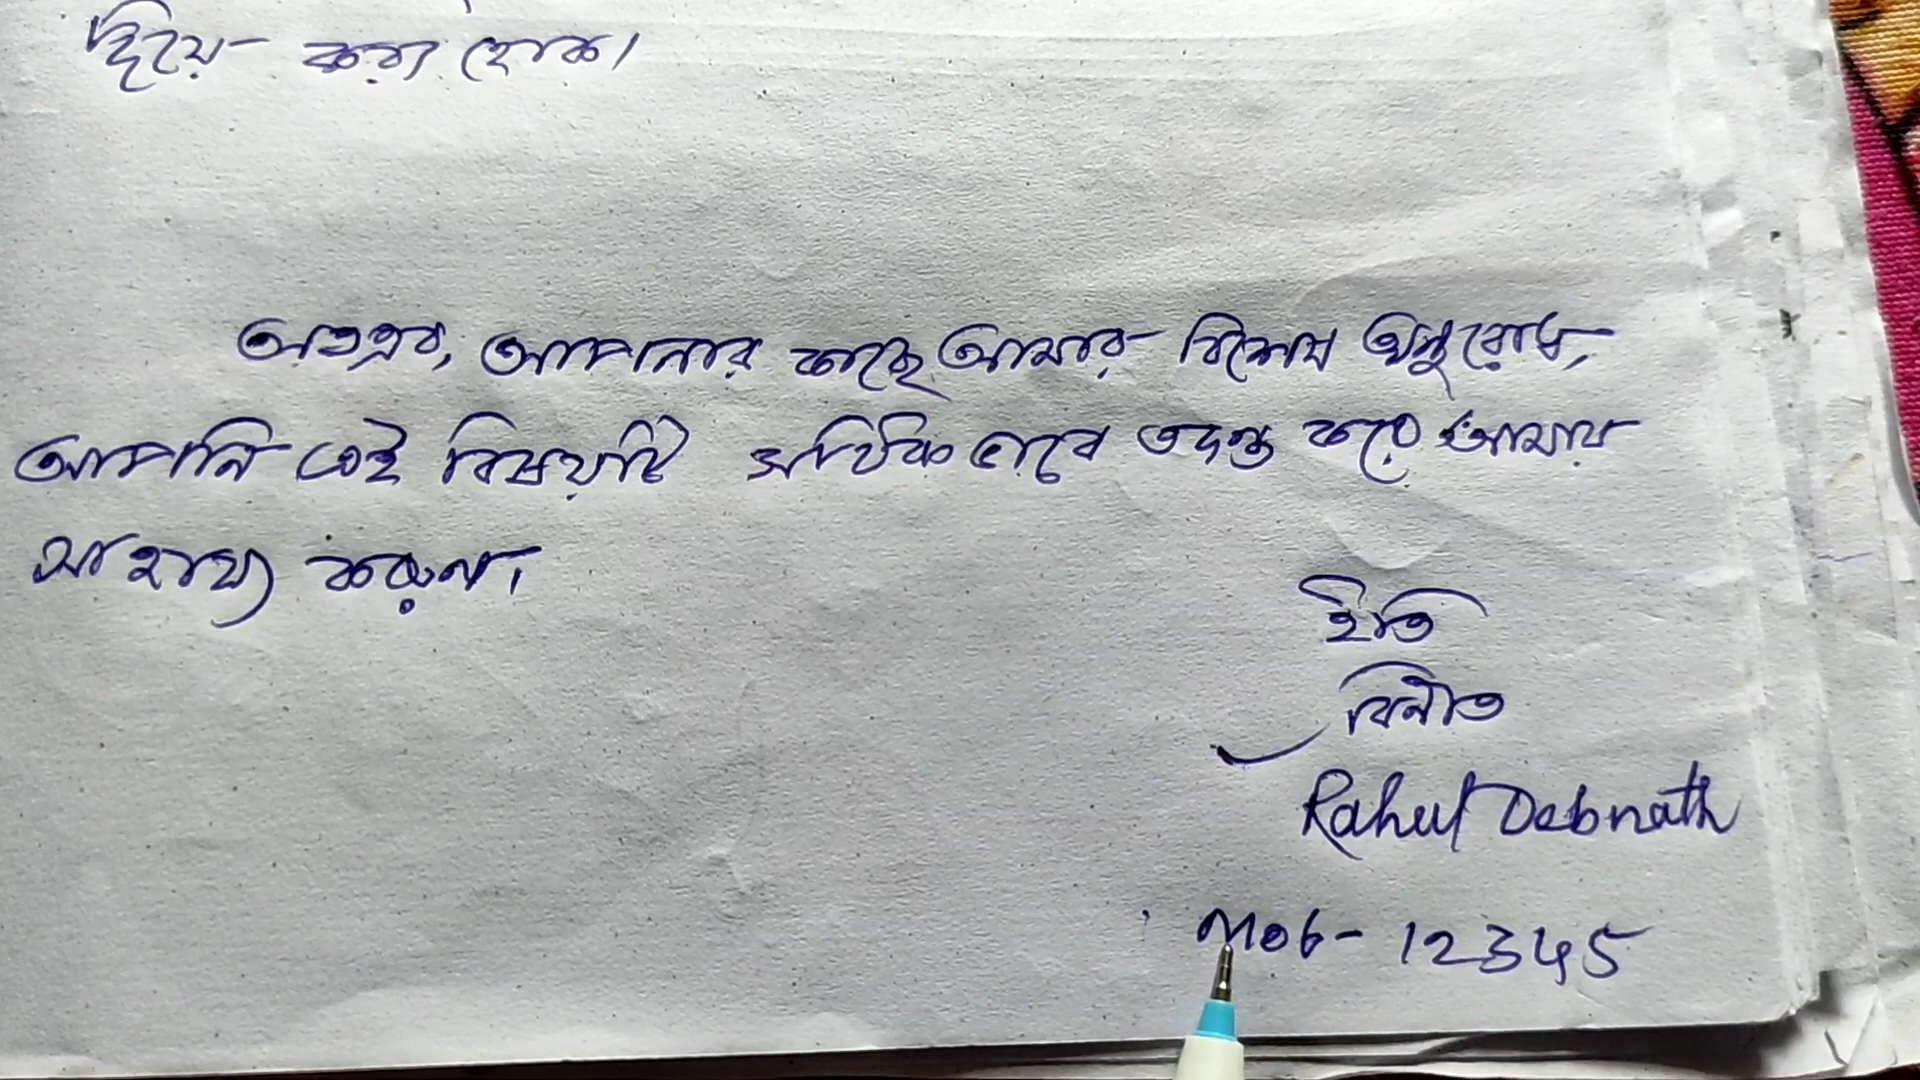 দিয়ে করা হোক।
অতএব, আপনার কাছে আমার বিশেষ অনুরোধ,
আপনি এই বিষয়টি সঠিক ভাবে তদন্ত করে আমায়
সাহায্য করুন।
ইতি
বিনীত
Rahul Debnath
Mob- 12345